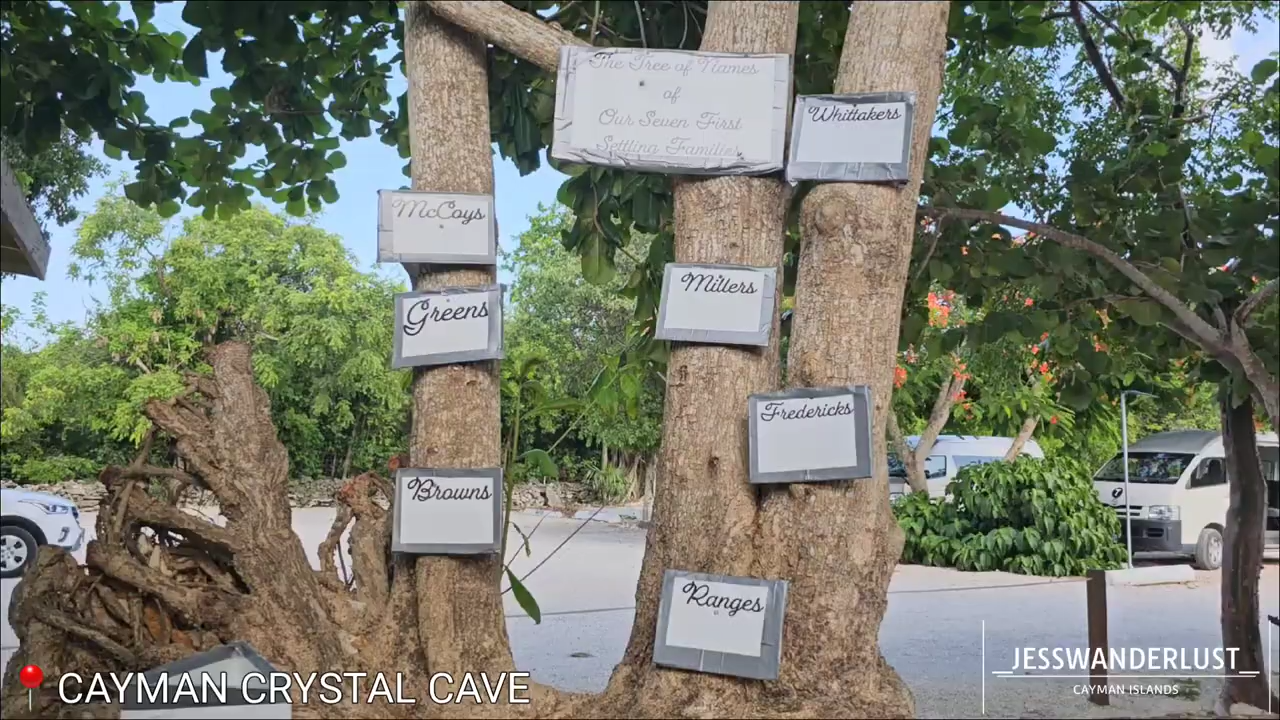 The Tree of Names
of
Our Seven First
Settling Families
Whittakers
McCoys
Greens
Millers
Fredericks
Browns
Ranges
CAYMAN CRYSTAL CAVE
JESSWANDERLUST
CAYMAN ISLANDS